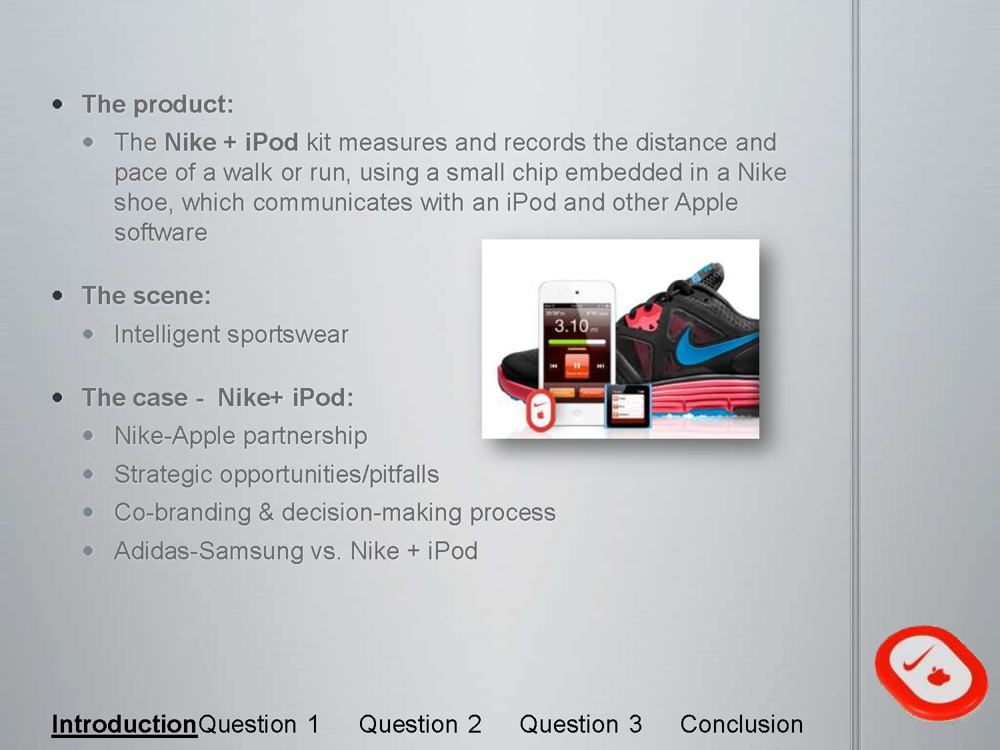 The product:
The Nike + iPod kit measures and records the distance and
pace of a walk or run, using a small chip embedded in a Nike
shoe, which communicates with an iPod and other Apple
software
The scene:
Intelligent sportswear
3.10 mi
The case - Nike+ iPod:
Nike-Apple partnership
Strategic opportunities/pitfalls
Co-branding & decision-making process
Adidas-Samsung vs. Nike + iPod
Introduction Question 1 Question 2 Question 3 Conclusion